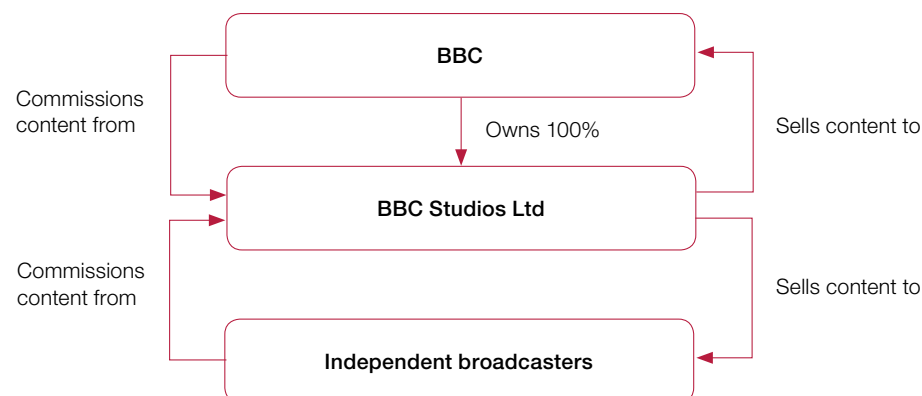 BBC
Commissions
content from
Owns 100%
Sells content to
BBC Studios Ltd
Commissions
content from
Sells content to
Independent broadcasters